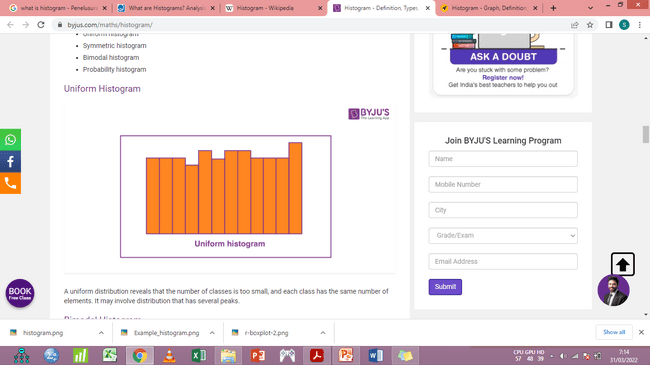 what is histogram - Penelusura
What are Histograms? Analysis
Histogram - Wikipedia
Histogram - Definition, Types,
Histogram - Graph, Definition,
byjus.com/maths/histogram/
S
Uniform histogram
Symmetric histogram
Bimodal histogram
Probability histogram
Uniform Histogram
BYJU'S
The Learning App
Uniform histogram
A uniform distribution reveals that the number of classes is too small, and each class has the same number of
elements. It may involve distribution that has several peaks.
Bimodal Histogram
BOOK
Free Class
ASK A DOUBT
Are you stuck with some problem?
Register now!
Get India's best teachers to help you out
Join BYJU'S Learning Program
Name
Mobile Number
City
Grade/Exam
Email Address
Submit
histogram.png
Example_histogram.png
r-boxplot-2.png
Show all
CPU GPU HD
57 48 39
7:14
31/03/2022